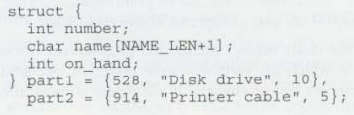 struct {
  int number;
  char name[NAME_LEN+1];
  int on_hand;
} part1 = {528, "Disk drive", 10},
  part2 = {914, "Printer cable", 5};